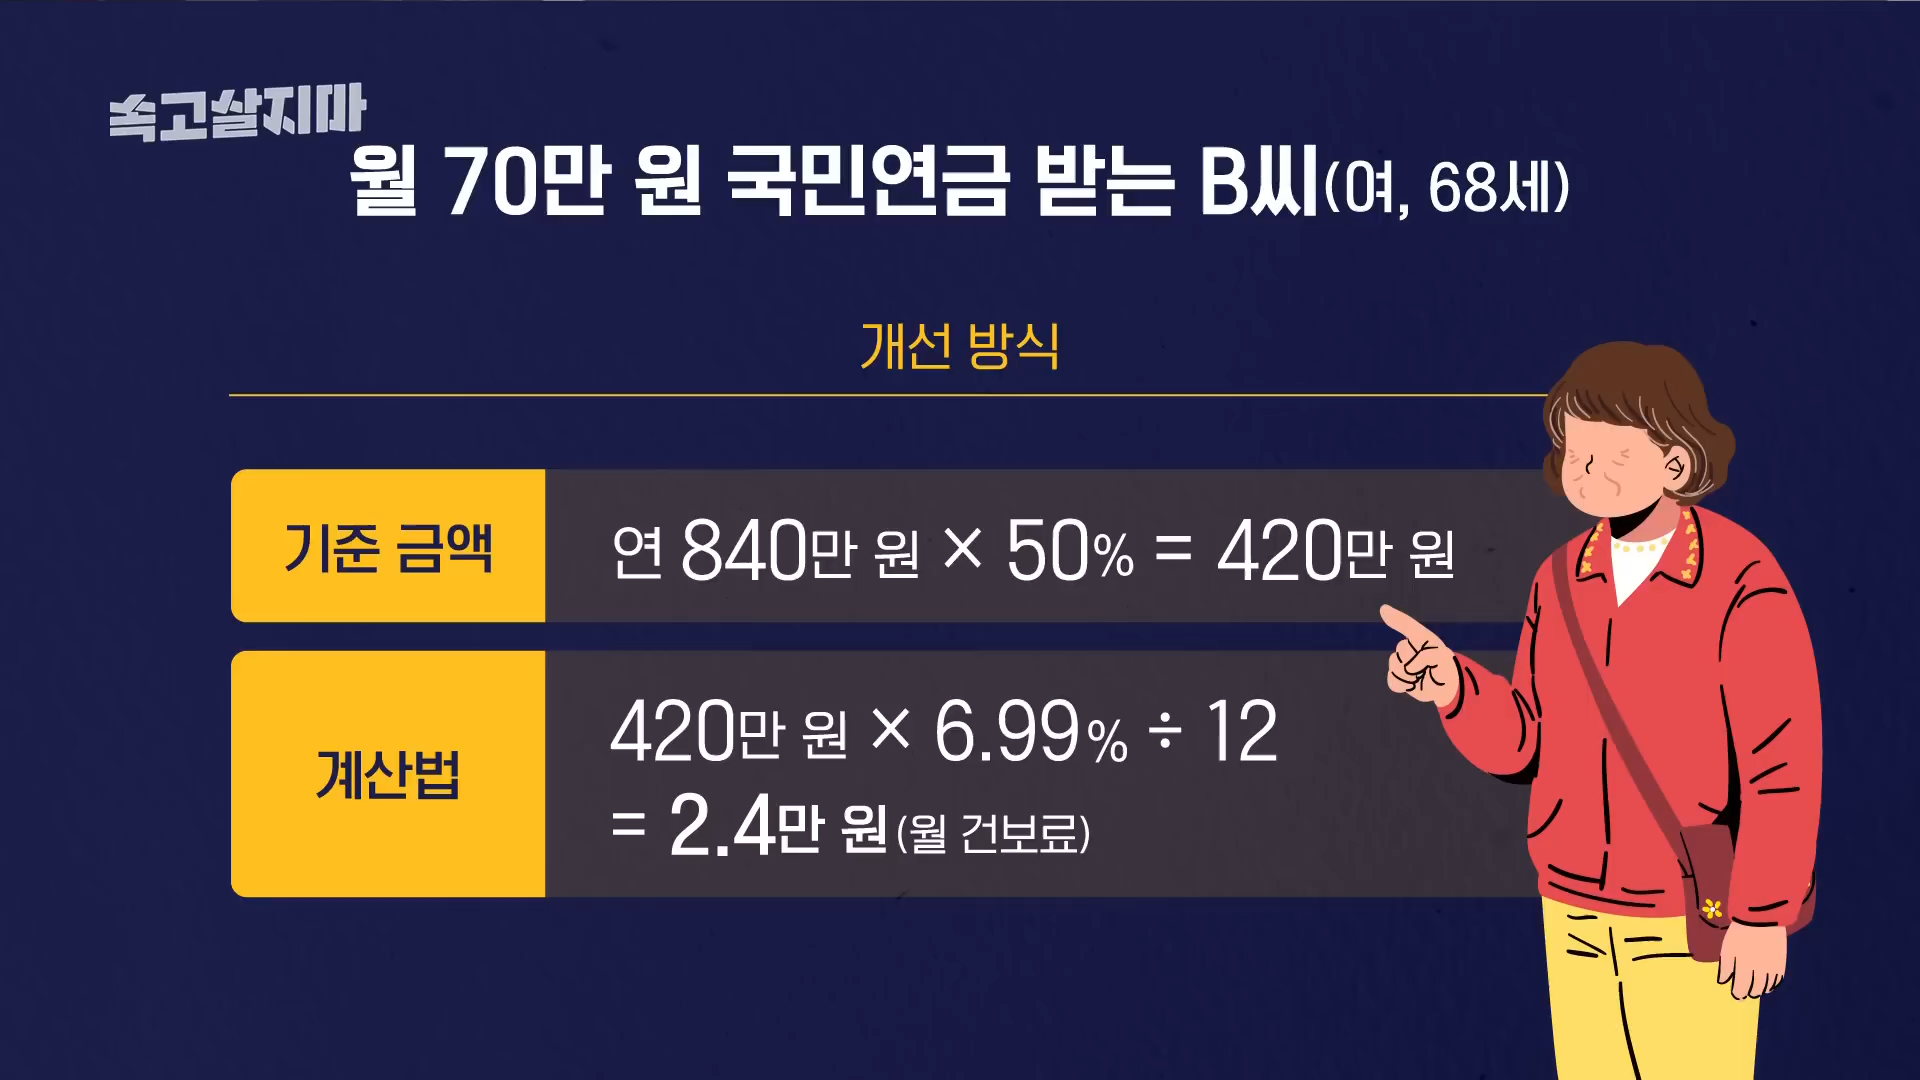 속고살지마
월 70만 원 국민연금 받는 B씨(여, 68세)
개선 방식
기준 금액
연 840만 원 × 50% = 420만 원
계산법
420만 원 × 6.99% ÷ 12
= 2.4만 원(월 건보료)